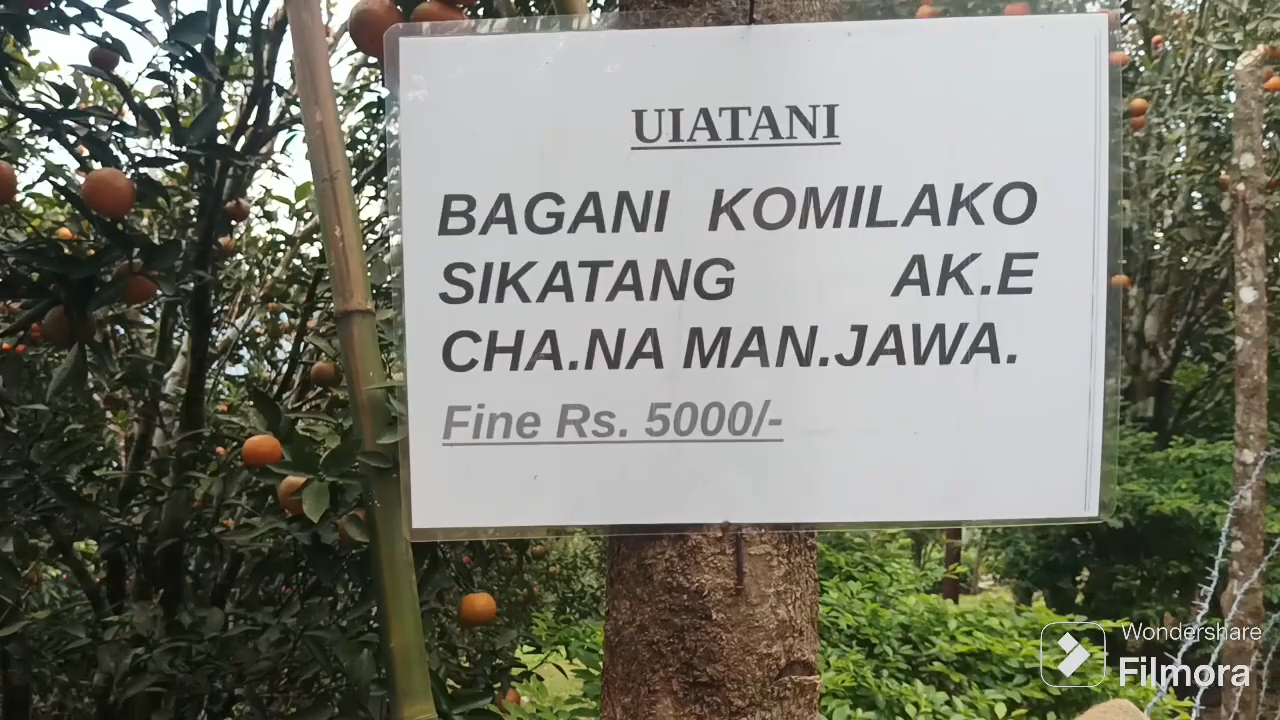 UIATANI
BAGANI KOMILAKO
SIKATANG AK.E
CHA.NA MAN.JAWA.
Fine Rs. 5000/-
Wondershare
Filmora